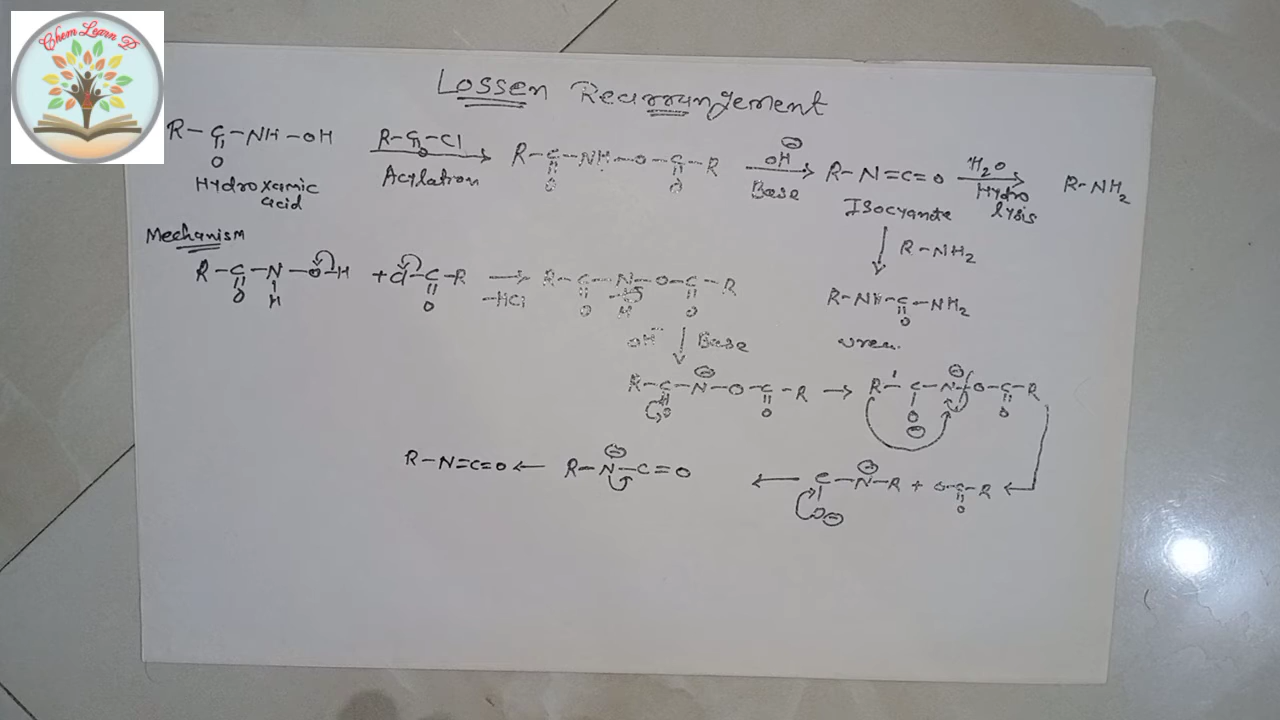 Chem Learn P
Lossen Rearrangement
R-C-NH-OH R-C-Cl R-C-NH-O-C-R OH⊖ R-N=C=O H2O R-NH2
O O O O
Hydroxamic acid Acylation Base Isocyante Hydrolysis
Mechanism
R-NH2
R-C-N-O-H +Cl-C-R -HCl R-C-N-O-C-R R-NH-C-NH2
O H O O H O O
OH- Base urea
R-C-N⊖-O-C-R R-C-N⊖-O-C-R
O O O⊖ O
R-N=C=O R-N⊖-C=O C-N⊖-R + O-C-R
O⊖ O